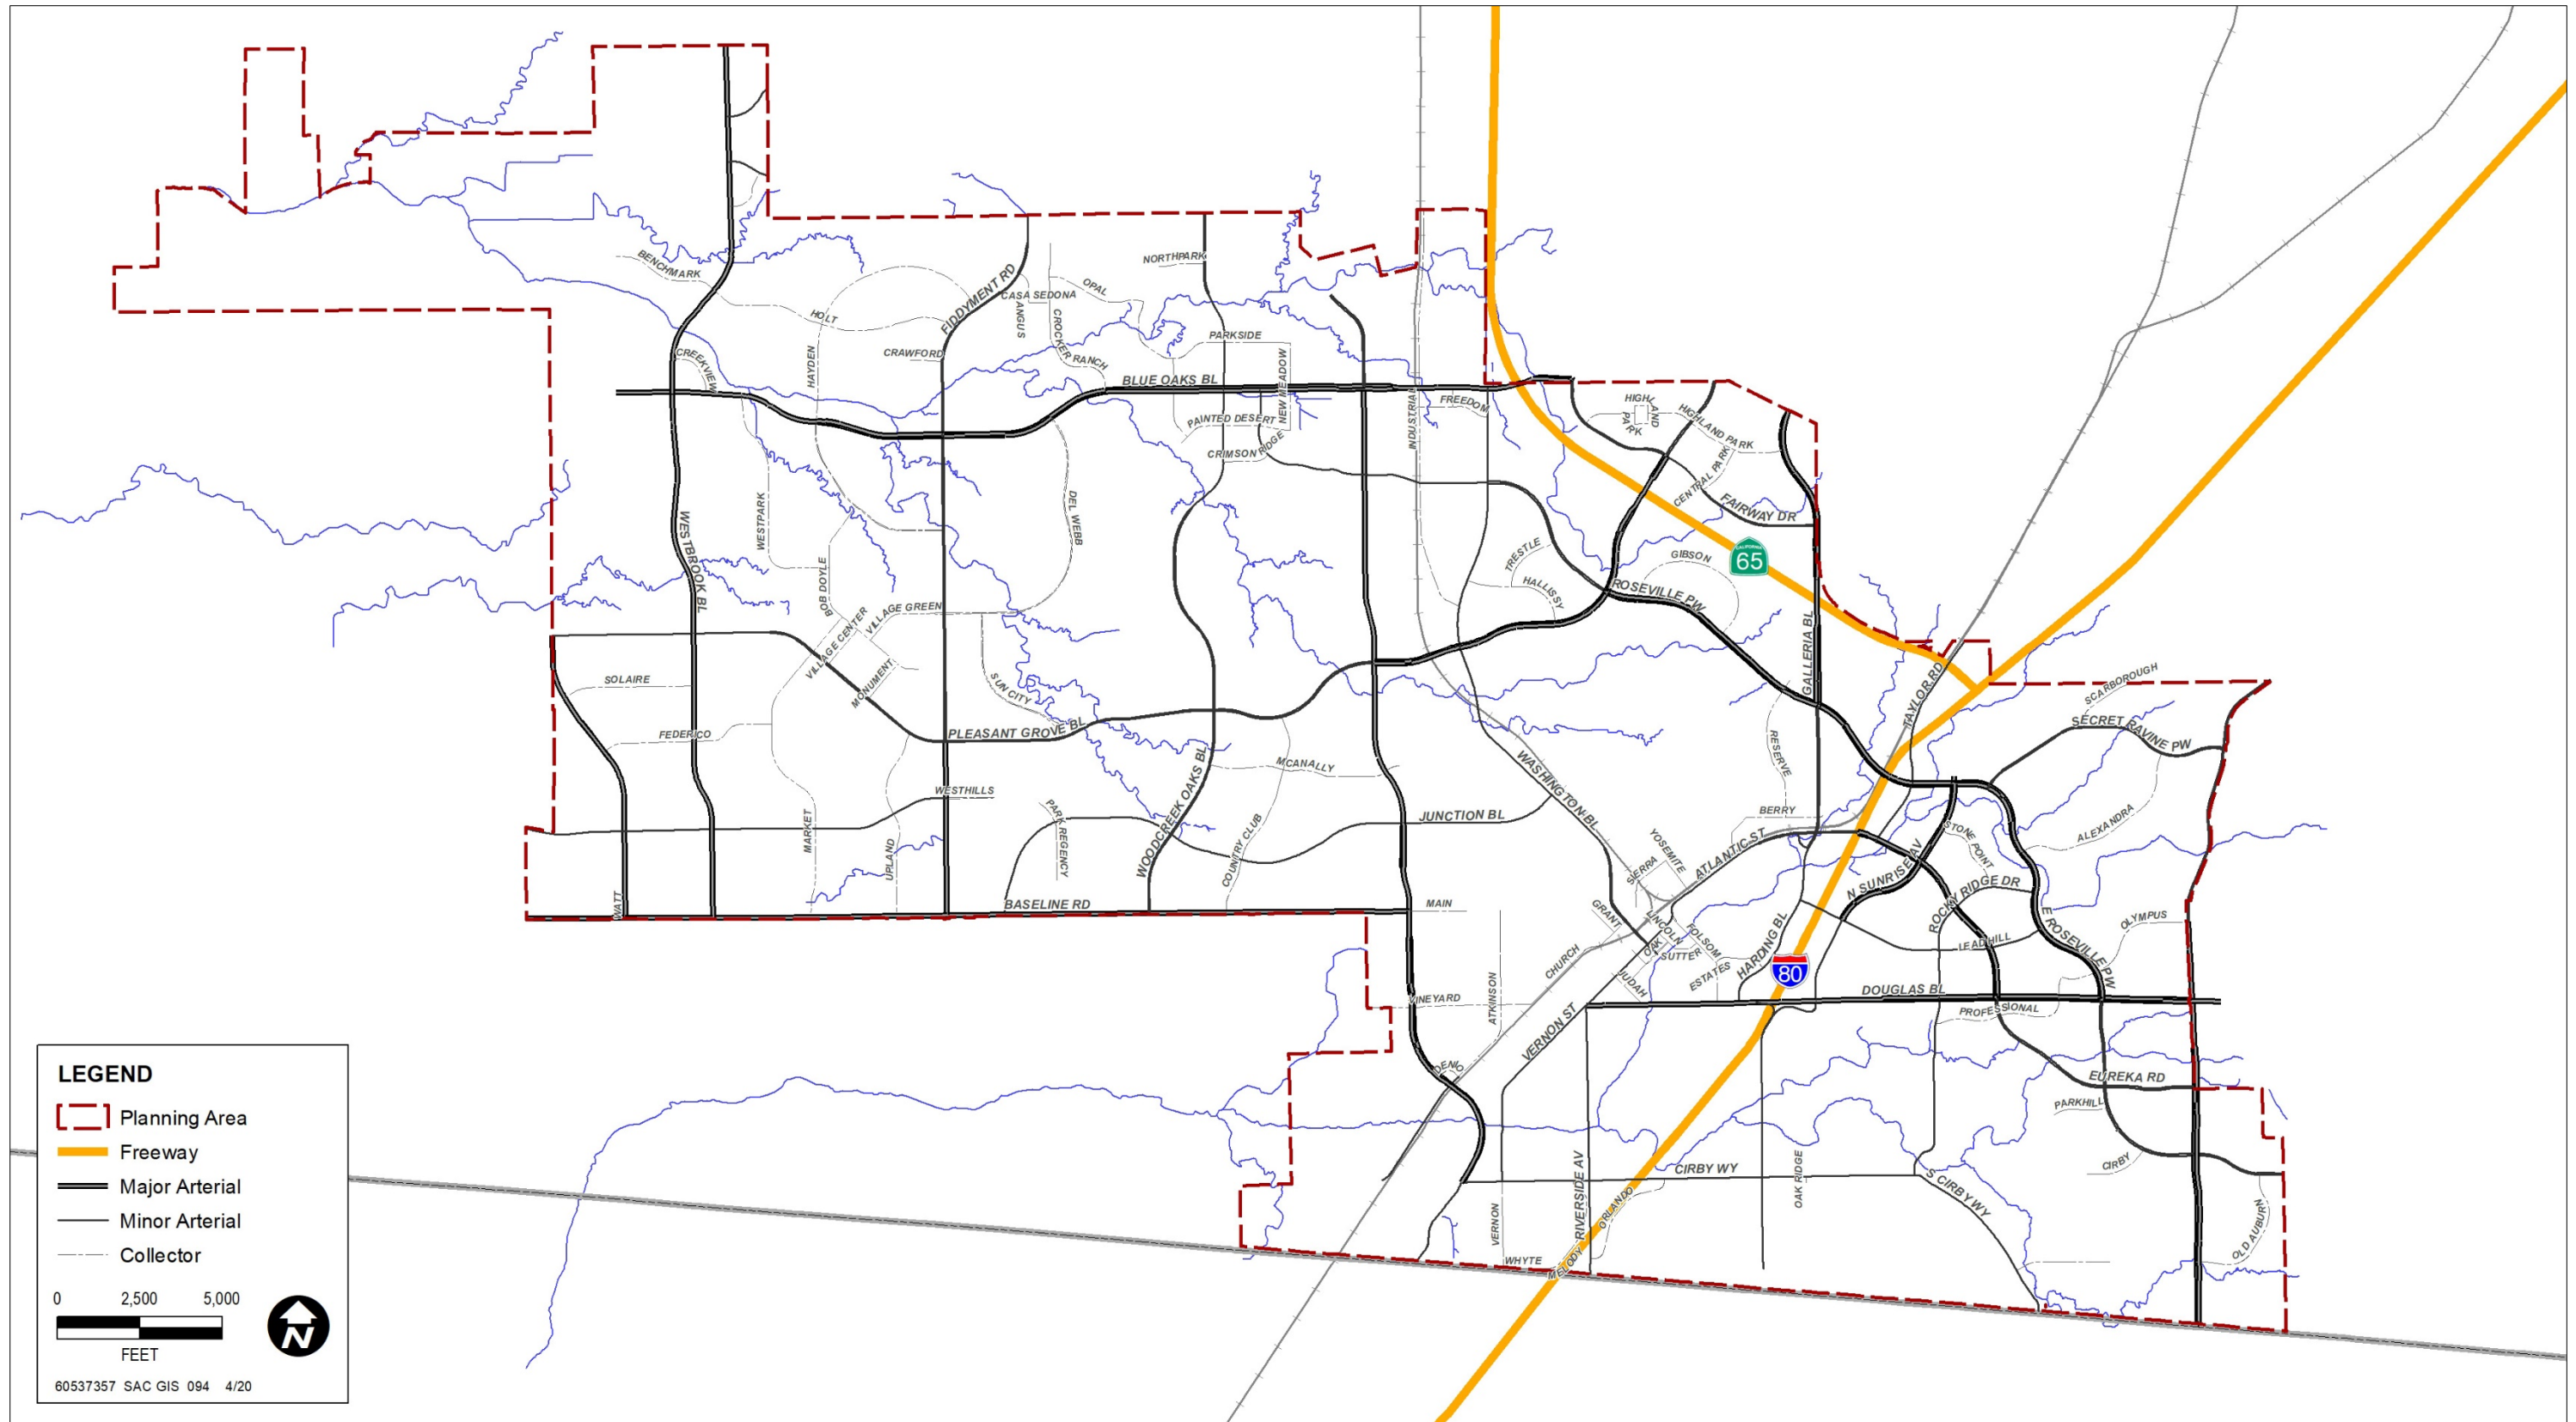 BENCHMARK
HOLT
FIDDYMENT RD
CASA SEDONA
ANGUS
OPAL
NORTHPARK
CROCKER RANCH
CRAWFORD
HAYDEN
CREEKVIEW
PARKSIDE
NEW MEADOW
BLUE OAKS BL
PAINTED DESERT
CRIMSON RIDGE
INDUSTRIAL
FREEDOM
HIGHLAND
PARK
HIGHLAND PARK
CENTRAL PARK
FAIRWAY DR
CALIFORNIA
65
GIBSON
TRESTLE
HALLISSY
ROSEVILLE PW
GALLERIA BL
TAYLOR RD
WESTBROOK BL
WESTPARK
BOB DOYLE
VILLAGE CENTER
VILLAGE GREEN
DEL WEBB
MONUMENT
SOLAIRE
FEDERICO
SUN CITY
PLEASANT GROVE BL
WESTHILLS
MARKET
UPLAND
PARK REGENCY
WOODCREEK OAKS BL
MCANALLY
COUNTRY CLUB
JUNCTION BL
WASHINGTON BL
RESERVE
BERRY
SCARBOROUGH
SECRET RAVINE PW
ALEXANDRA
STONE POINT
N SUNRISE AV
ROCKY RIDGE DR
ATLANTIC ST
YOSEMITE
SIERRA
WATT
BASELINE RD
MAIN
GRANT
LINCOLN
OAK
FOLSOM
SUTTER
ESTATES
JUDAH
HARDING BL
80
LEAD HILL
E ROSEVILLE PW
OLYMPUS
DOUGLAS BL
PROFESSIONAL
CHURCH
VINEYARD
ATKINSON
VERNON ST
DENIO
EUREKA RD
PARKHILL
CIRBY
CIRBY WY
S CIRBY WY
OAK RIDGE
RIVERSIDE AV
ORLANDO
VERNON
WHYTE
MELODY
OLD AUBURN
LEGEND
Planning Area
Freeway
Major Arterial
Minor Arterial
Collector
0 2,500 5,000
FEET
N
60537357 SAC GIS 094 4/20